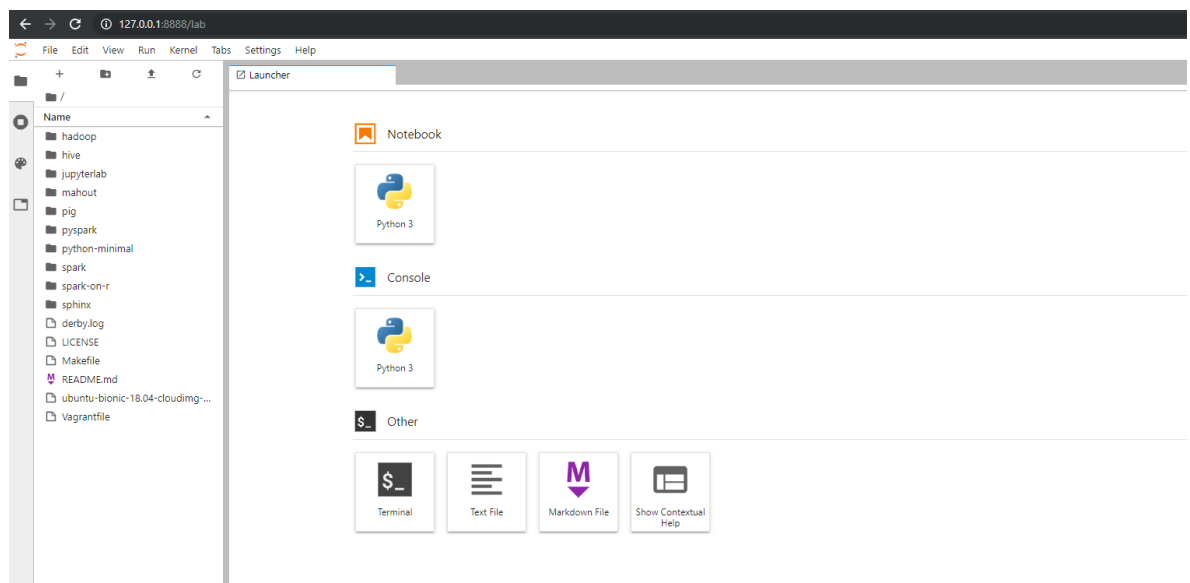 127.0.0.1:8888/lab
File Edit View Run Kernel Tabs Settings Help
Launcher
/
Name
hadoop
hive
jupyterlab
mahout
pig
pyspark
python-minimal
spark
spark-on-r
sphinx
derby.log
LICENSE
Makefile
M README.md
ubuntu-bionic-18.04-cloudimg-...
Vagrantfile
Notebook
Python 3
>_ Console
Python 3
$_ Other
$_
Terminal
Text File
M
Markdown File
Show Contextual
Help